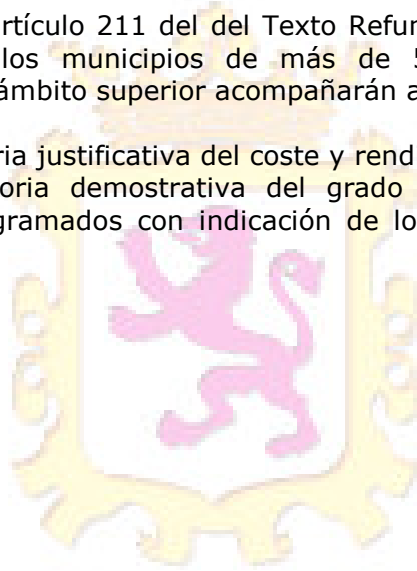 rtículo 211 del del Texto Refun
los municipios de más de 5
ámbito superior acompañarán a
ria justificativa del coste y rend
oria demostrativa del grado
gramados con indicación de lo